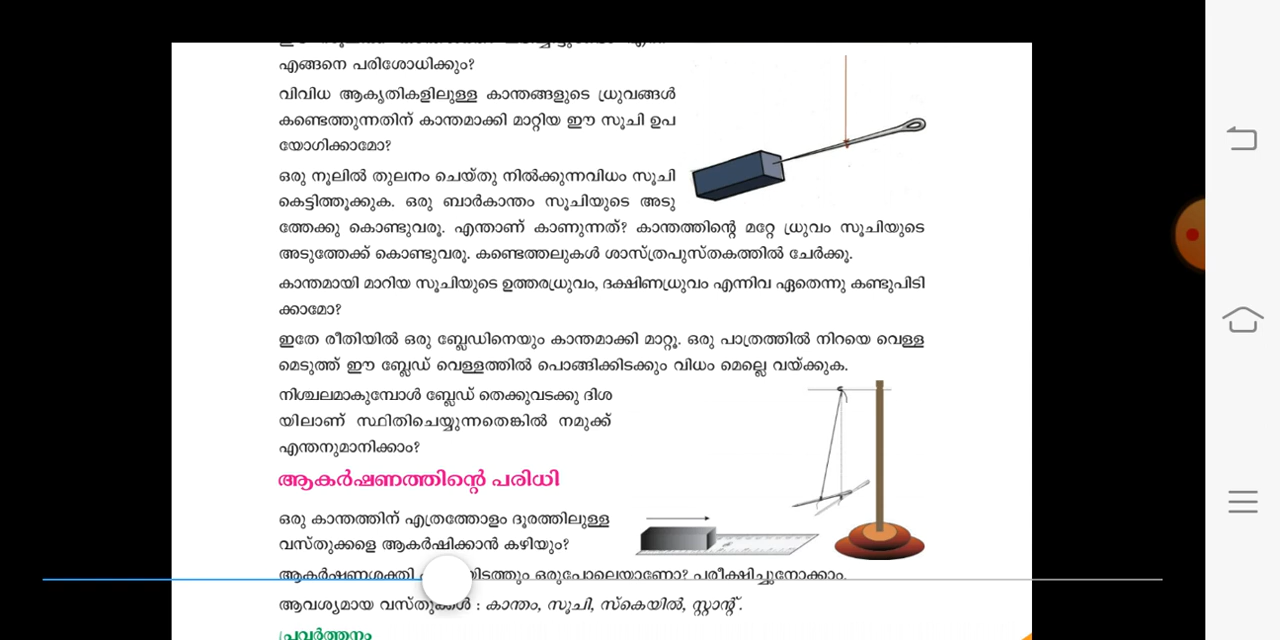 എങ്ങനെ പരിശോധിക്കും?
വിവിധ ആകൃതികളിലുള്ള കാന്തങ്ങളുടെ ധ്രുവങ്ങൾ
കണ്ടെത്തുന്നതിന് കാന്തമാക്കി മാറ്റിയ ഈ സൂചി ഉപ
യോഗിക്കാമോ?
ഒരു നൂലിൽ തുലനം ചെയ്തു നിൽക്കുന്നവിധം സൂചി
കെട്ടിത്തൂക്കുക. ഒരു ബാർകാന്തം സൂചിയുടെ അടു
ത്തേക്കു കൊണ്ടുവരൂ. എന്താണ് കാണുന്നത്? കാന്തത്തിന്റെ മറ്റേ ധ്രുവം സൂചിയുടെ
അടുത്തേക്ക് കൊണ്ടുവരൂ. കണ്ടെത്തലുകൾ ശാസ്ത്രപുസ്തകത്തിൽ ചേർക്കൂ.
കാന്തമായി മാറിയ സൂചിയുടെ ഉത്തരധ്രുവം, ദക്ഷിണധ്രുവം എന്നിവ ഏതെന്നു കണ്ടുപിടി
ക്കാമോ?
ഇതേ രീതിയിൽ ഒരു ബ്ലേഡിനെയും കാന്തമാക്കി മാറ്റൂ. ഒരു പാത്രത്തിൽ നിറയെ വെള്ള
മെടുത്ത് ഈ ബ്ലേഡ് വെള്ളത്തിൽ പൊങ്ങിക്കിടക്കും വിധം മെല്ലെ വയ്ക്കുക.
നിശ്ചലമാകുമ്പോൾ ബ്ലേഡ് തെക്കുവടക്കു ദിശ
യിലാണ് സ്ഥിതിചെയ്യുന്നതെങ്കിൽ നമുക്ക്
എന്തനുമാനിക്കാം?
ആകർഷണത്തിന്റെ പരിധി
ഒരു കാന്തത്തിന് എത്രത്തോളം ദൂരത്തിലുള്ള
വസ്തുക്കളെ ആകർഷിക്കാൻ കഴിയും?
ആകർഷണശക്തി ഒരുപോലെയാണോ? പരീക്ഷിച്ചുനോക്കാം.
ആവശ്യമായ വസ്തുക്കൾ : കാന്തം, സൂചി, സ്കെയിൽ, സ്റ്റാന്റ്.
പ്രവർത്തനം